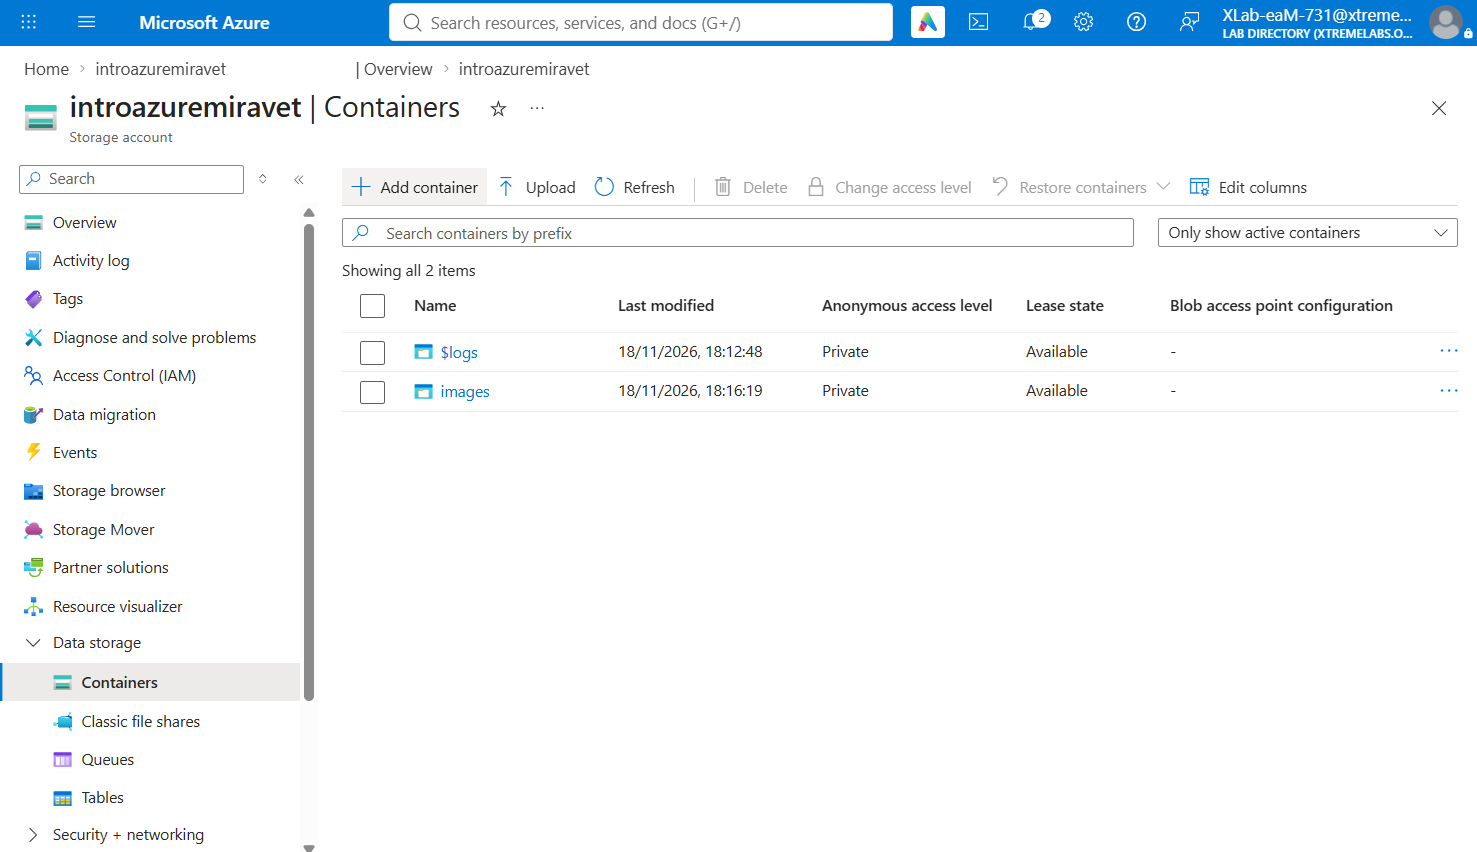 Microsoft Azure
Search resources, services, and docs (G+/)
2
XLab-eaM-731@xtreme...
LAB DIRECTORY (XTREMELABS.O...
Home > introazuremiravet | Overview > introazuremiravet
introazuremiravet | Containers
Storage account
Search
Overview
Activity log
Tags
Diagnose and solve problems
Access Control (IAM)
Data migration
Events
Storage browser
Storage Mover
Partner solutions
Resource visualizer
Data storage
Containers
Classic file shares
Queues
Tables
Security + networking
Add container Upload Refresh Delete Change access level Restore containers Edit columns
Search containers by prefix
Only show active containers
Showing all 2 items
Name Last modified Anonymous access level Lease state Blob access point configuration
$logs 18/11/2026, 18:12:48 Private Available -
images 18/11/2026, 18:16:19 Private Available -